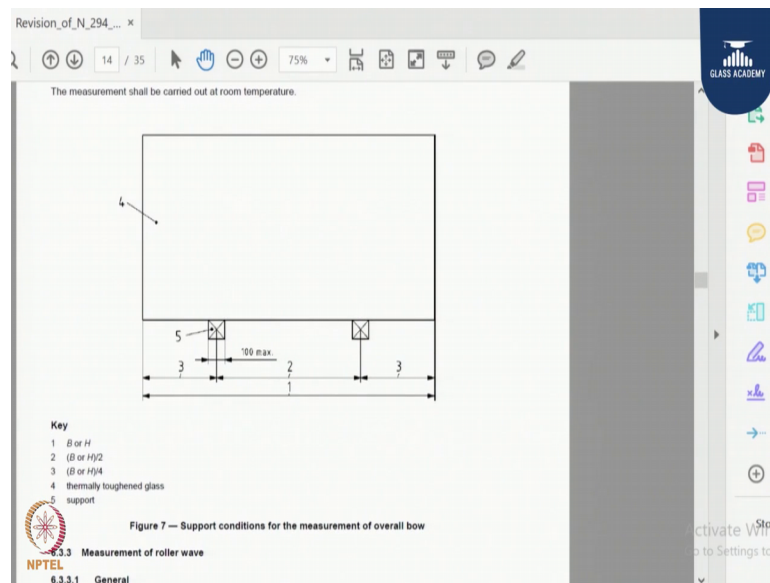 Revision_of_N_294_... ×
14 / 35
75%
GLASS ACADEMY
The measurement shall be carried out at room temperature.
4
5
100 max.
3
2
3
1
Key
1 B or H
2 (B or H)/2
3 (B or H)/4
4 thermally toughened glass
5 support
Figure 7 — Support conditions for the measurement of overall bow
6.3.3 Measurement of roller wave
NPTEL
6.3.3.1 General
Sto